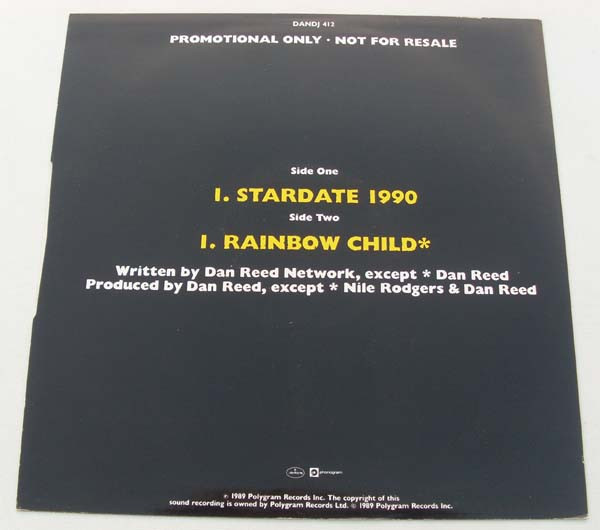 DANDJ 412
PROMOTIONAL ONLY · NOT FOR RESALE
Side One
1. STARDATE 1990
Side Two
1. RAINBOW CHILD*
Written by Dan Reed Network, except * Dan Reed
Produced by Dan Reed, except * Nile Rodgers & Dan Reed
phonogram
℗ 1989 Polygram Records Inc. The copyright of this
sound recording is owned by Polygram Records Ltd. © 1989 Polygram Records Inc.